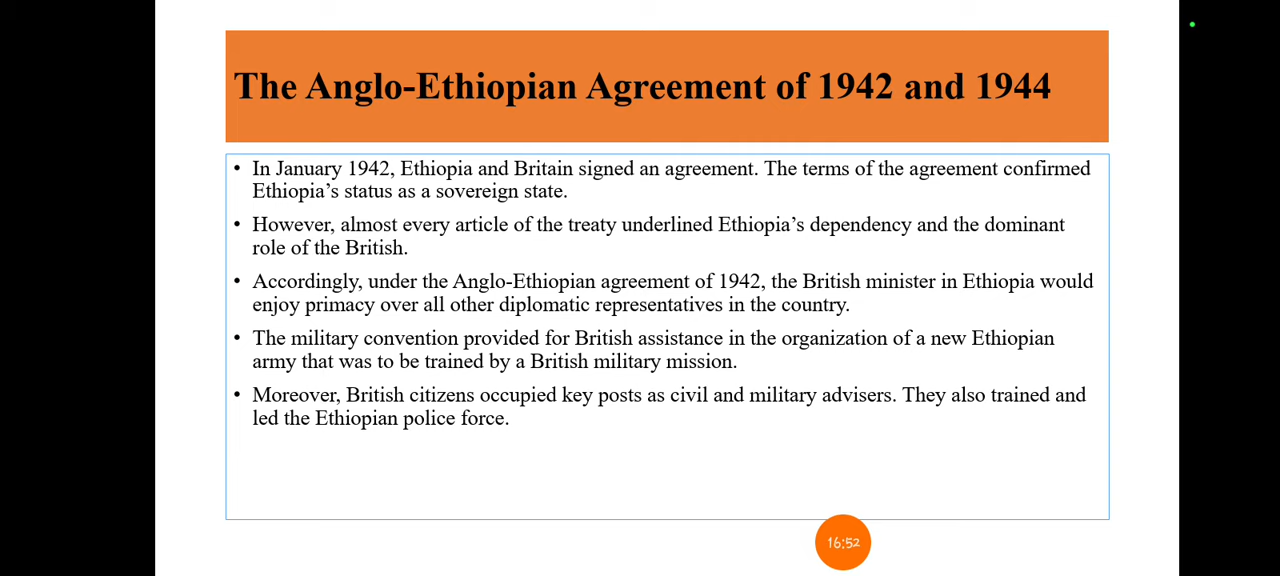 The Anglo-Ethiopian Agreement of 1942 and 1944
• In January 1942, Ethiopia and Britain signed an agreement. The terms of the agreement confirmed
Ethiopia’s status as a sovereign state.
• However, almost every article of the treaty underlined Ethiopia’s dependency and the dominant
role of the British.
• Accordingly, under the Anglo-Ethiopian agreement of 1942, the British minister in Ethiopia would
enjoy primacy over all other diplomatic representatives in the country.
• The military convention provided for British assistance in the organization of a new Ethiopian
army that was to be trained by a British military mission.
• Moreover, British citizens occupied key posts as civil and military advisers. They also trained and
led the Ethiopian police force.
16:52